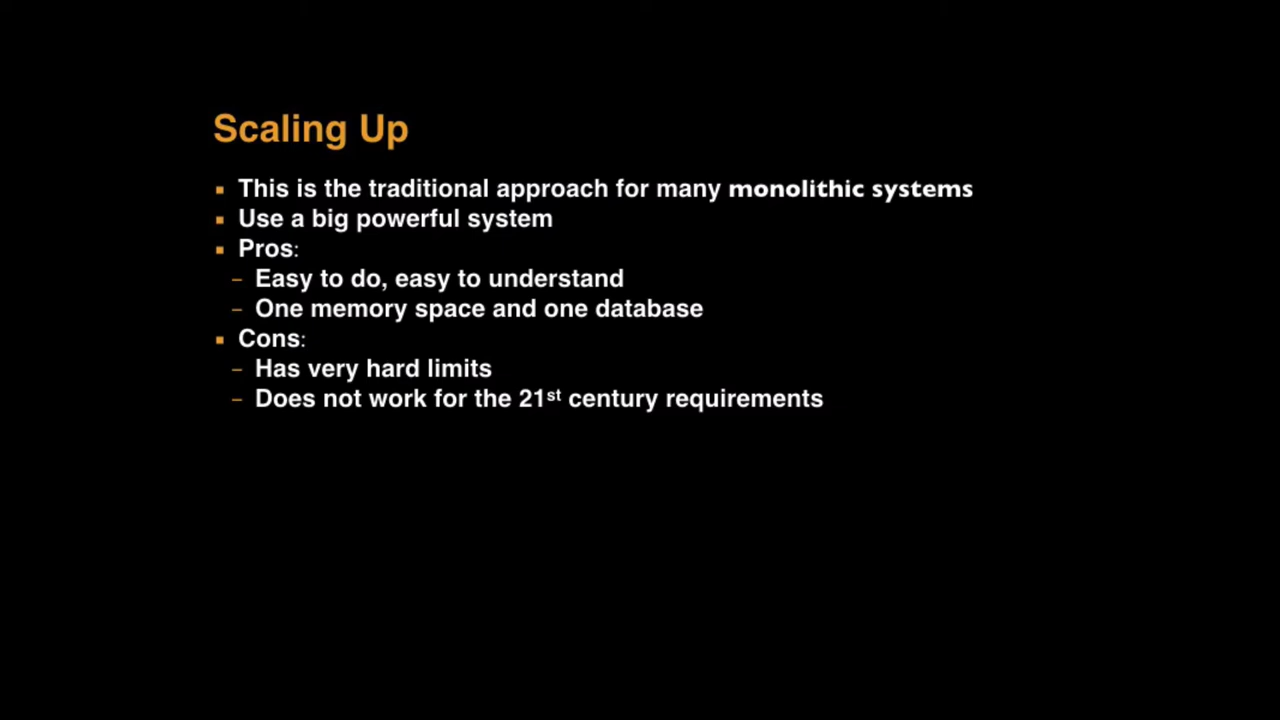 Scaling Up
▪ This is the traditional approach for many monolithic systems
▪ Use a big powerful system
▪ Pros:
– Easy to do, easy to understand
– One memory space and one database
▪ Cons:
– Has very hard limits
– Does not work for the 21st century requirements